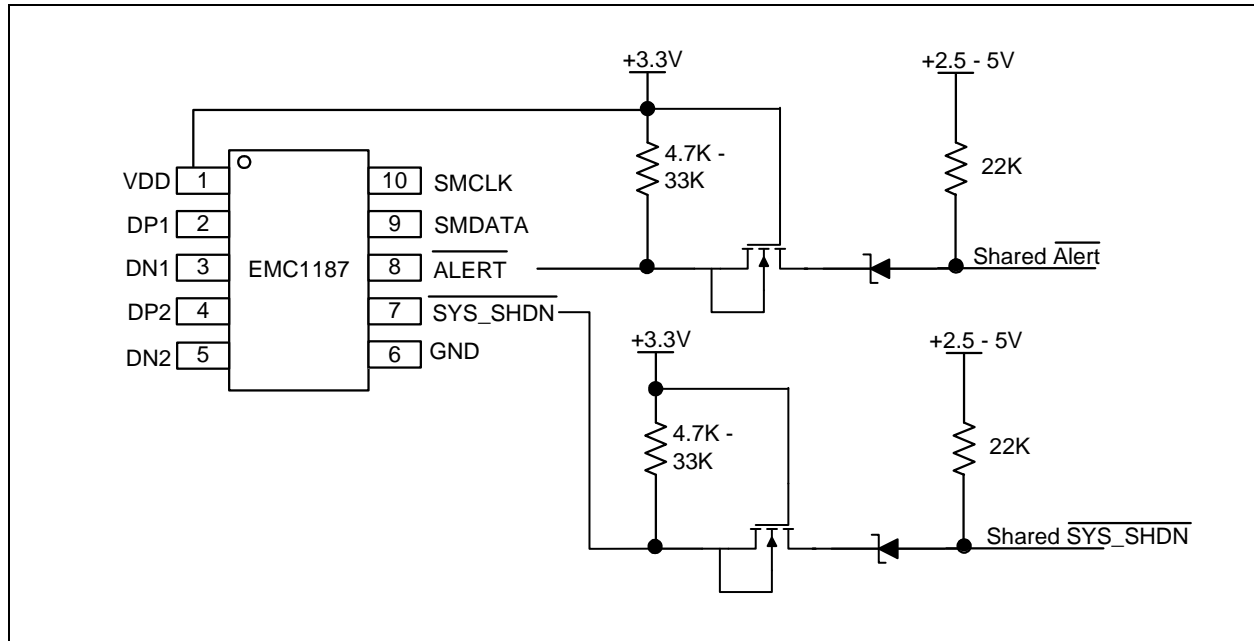 +3.3V
+2.5 - 5V
4.7K -
33K
22K
VDD 1
10 SMCLK
DP1 2
9 SMDATA
DN1 3
EMC1187
8 ALERT
Shared Alert
DP2 4
7 SYS_SHDN
DN2 5
6 GND
+3.3V
+2.5 - 5V
4.7K -
33K
22K
Shared SYS_SHDN